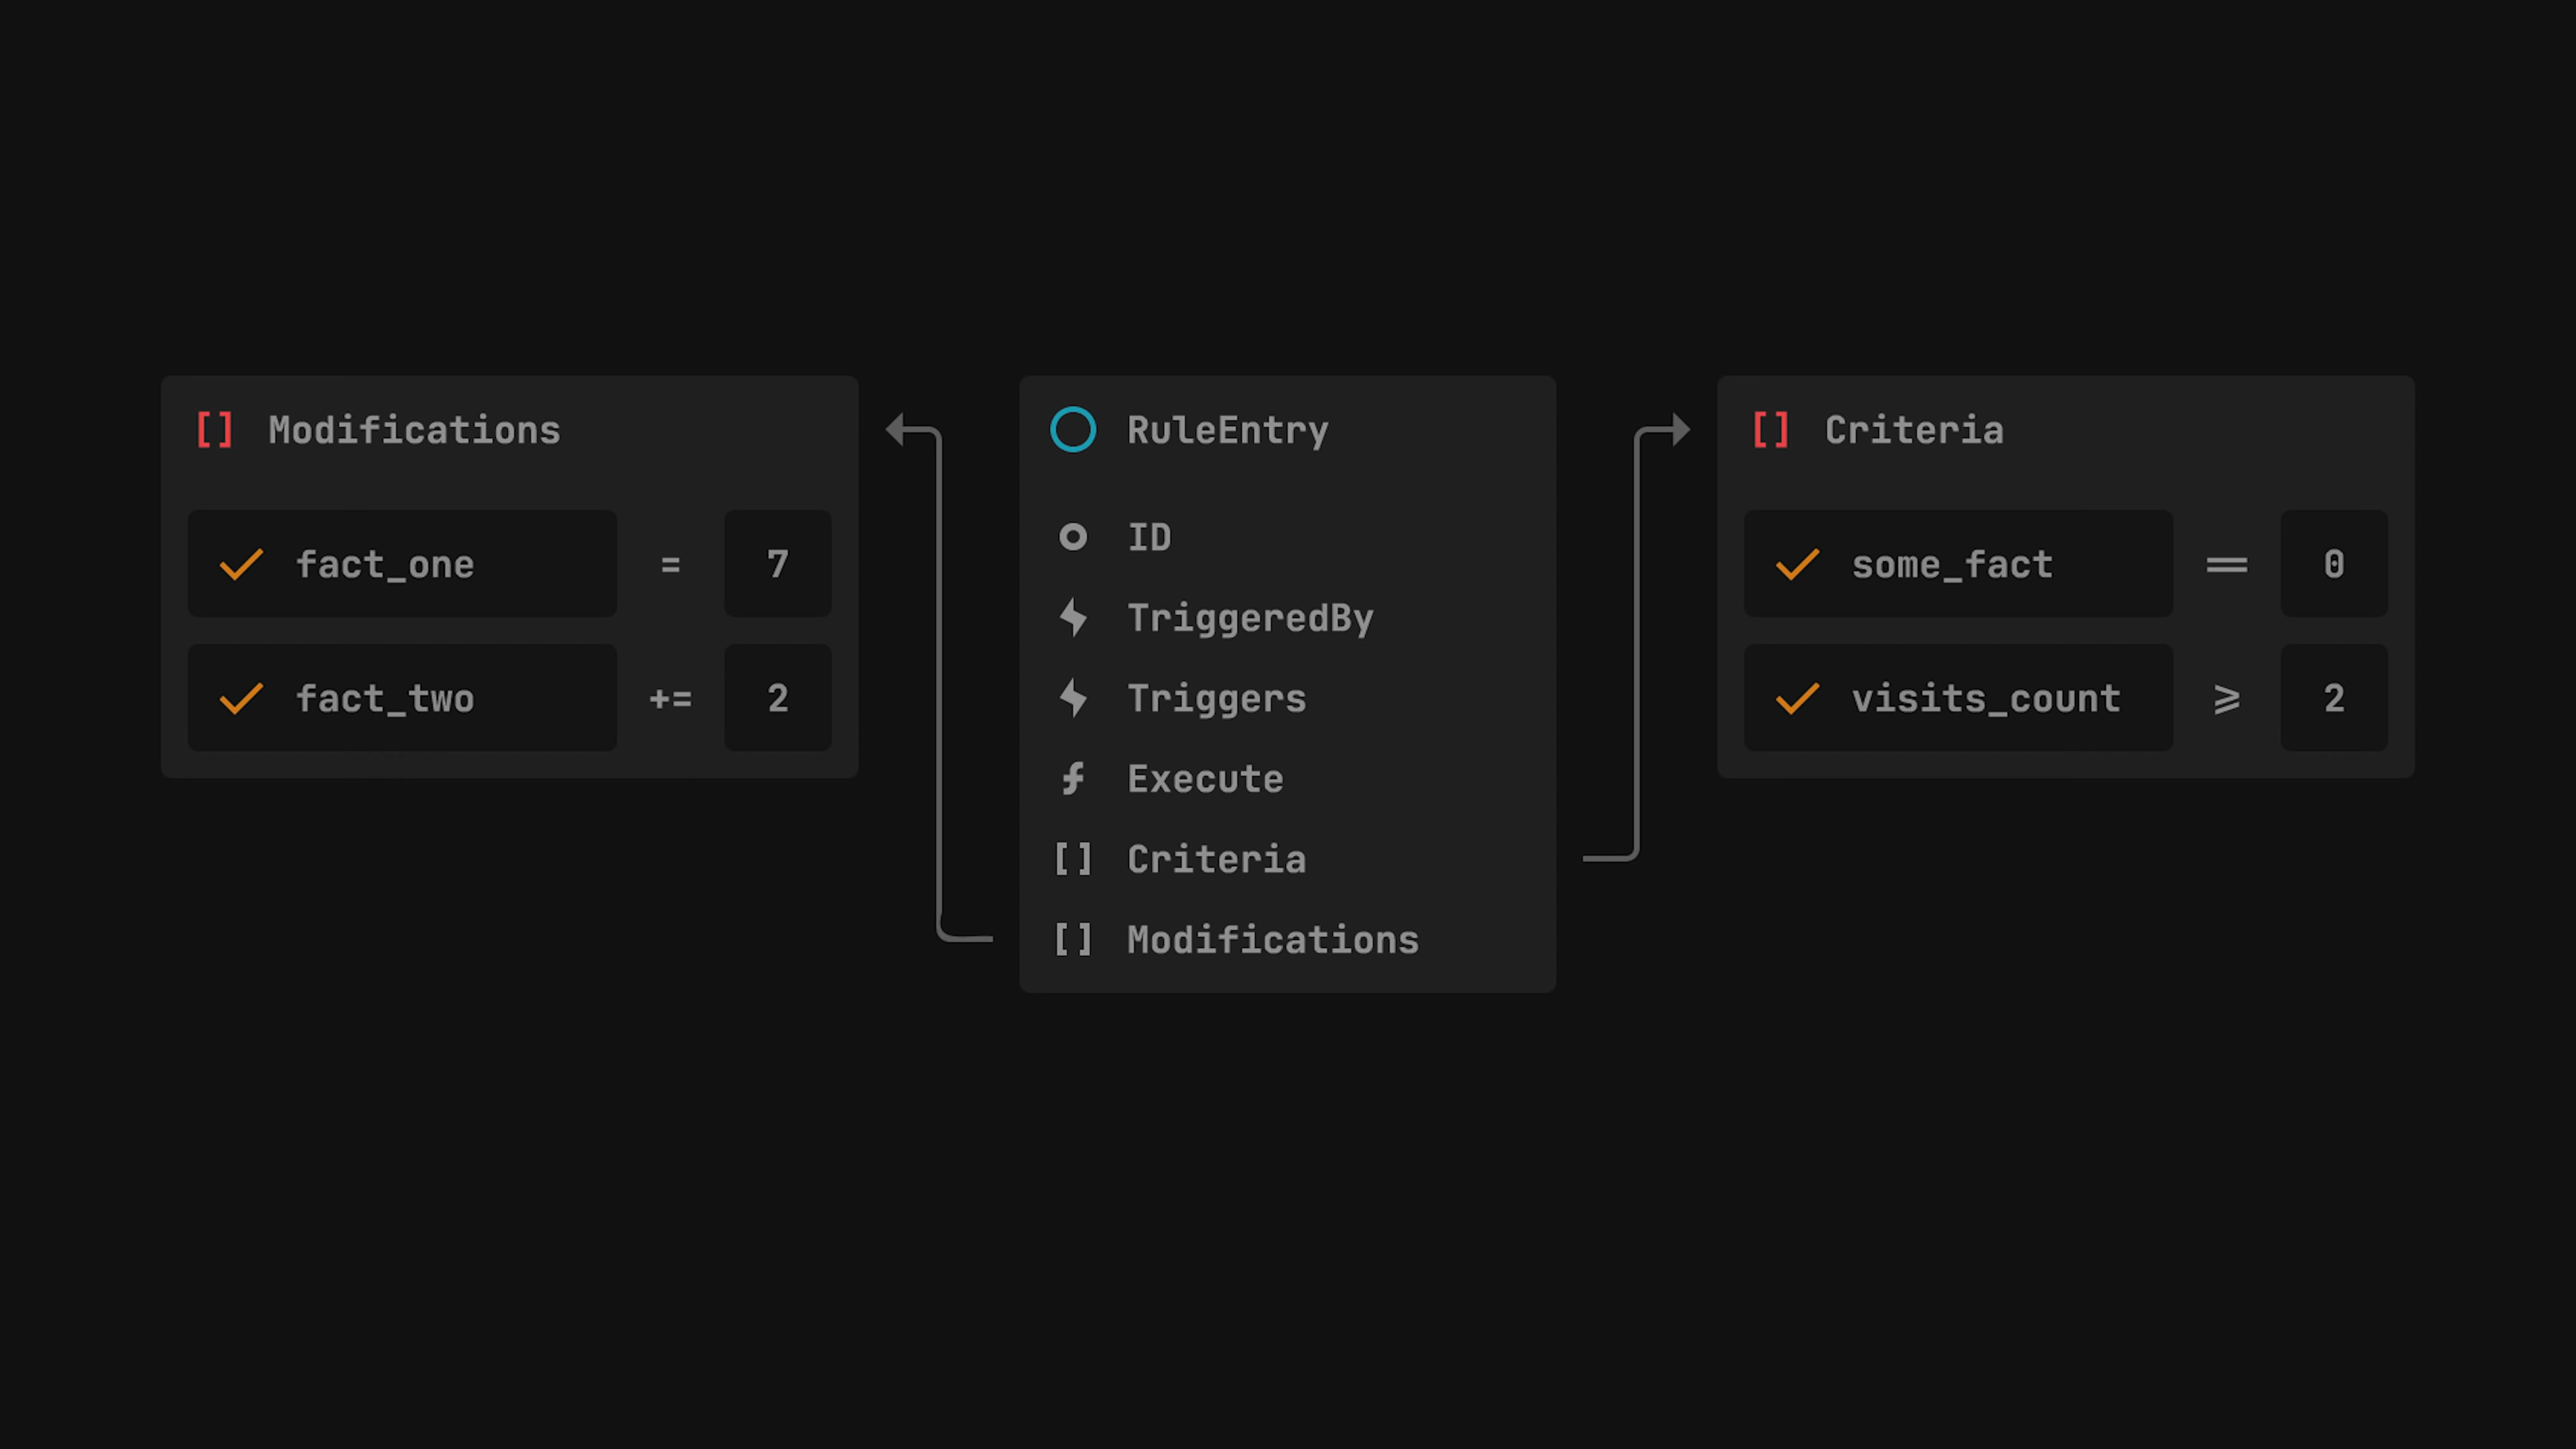 [] Modifications
fact_one = 7
fact_two += 2
RuleEntry
ID
TriggeredBy
Triggers
f Execute
[] Criteria
[] Modifications
[] Criteria
some_fact == 0
visits_count ⩾ 2